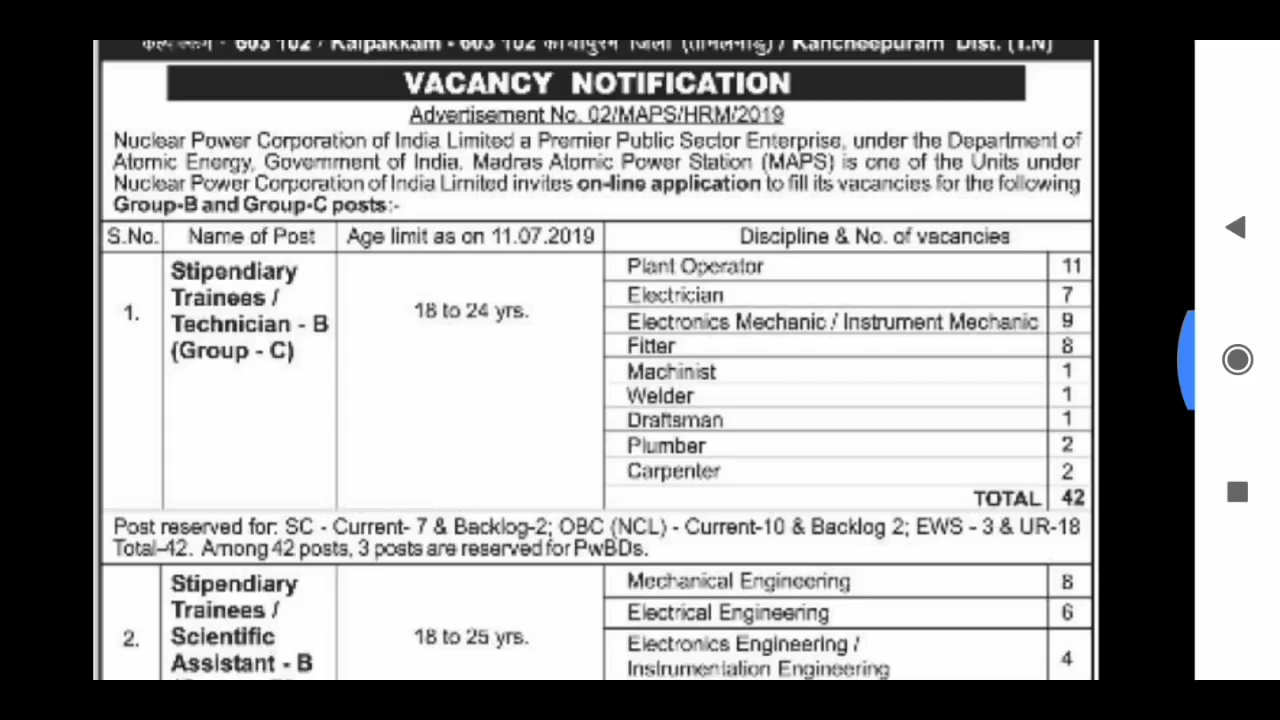 603 102 / Kalpakkam - 603 102 / Kancheepuram Dist. (T.N)
VACANCY NOTIFICATION
Advertisement No. 02/MAPS/HRM/2019
Nuclear Power Corporation of India Limited a Premier Public Sector Enterprise, under the Department of
Atomic Energy, Government of India. Madras Atomic Power Station (MAPS) is one of the Units under
Nuclear Power Corporation of India Limited invites on-line application to fill its vacancies for the following
Group-B and Group-C posts:-
S.No. Name of Post Age limit as on 11.07.2019 Discipline & No. of vacancies
1. Stipendiary Trainees / Technician - B (Group - C) 18 to 24 yrs.
Plant Operator 11
Electrician 7
Electronics Mechanic / Instrument Mechanic 9
Fitter 8
Machinist 1
Welder 1
Draftsman 1
Plumber 2
Carpenter 2
TOTAL 42
Post reserved for: SC - Current- 7 & Backlog-2; OBC (NCL) - Current-10 & Backlog 2; EWS - 3 & UR-18
Total-42. Among 42 posts, 3 posts are reserved for PwBDs.
2. Stipendiary Trainees / Scientific Assistant - B 18 to 25 yrs.
Mechanical Engineering 8
Electrical Engineering 6
Electronics Engineering /
Instrumentation Engineering 4